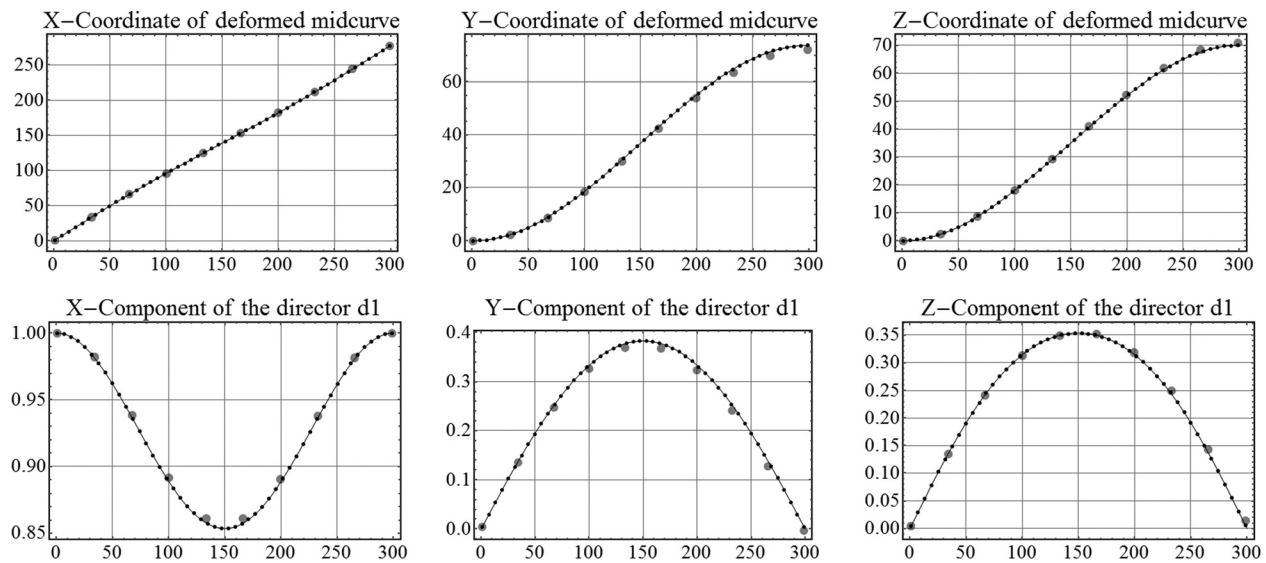 X−Coordinate of deformed midcurve
250
200
150
100
50
0
0 50 100 150 200 250 300
Y−Coordinate of deformed midcurve
60
40
20
0
0 50 100 150 200 250 300
Z−Coordinate of deformed midcurve
70
60
50
40
30
20
10
0
0 50 100 150 200 250 300
X−Component of the director d1
1.00
0.95
0.90
0.85
0 50 100 150 200 250 300
Y−Component of the director d1
0.4
0.3
0.2
0.1
0.0
0 50 100 150 200 250 300
Z−Component of the director d1
0.35
0.30
0.25
0.20
0.15
0.10
0.05
0.00
0 50 100 150 200 250 300